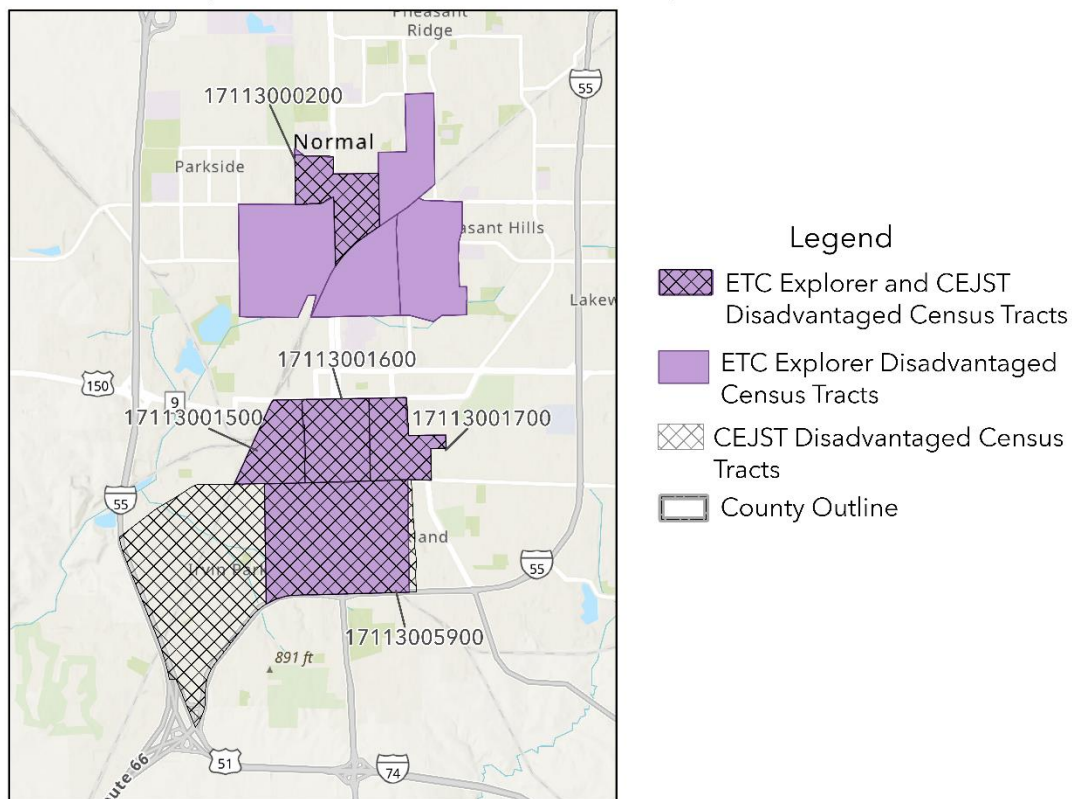 Pheasant
Ridge
55
17113000200
Normal
Parkside
asant Hills
Lakew
17113001600
150
9
17113001500
17113001700
55
land
Irvin Park
55
17113005900
891 ft
51
74
oute 66
Legend
ETC Explorer and CEJST
Disadvantaged Census Tracts
ETC Explorer Disadvantaged
Census Tracts
CEJST Disadvantaged Census
Tracts
County Outline